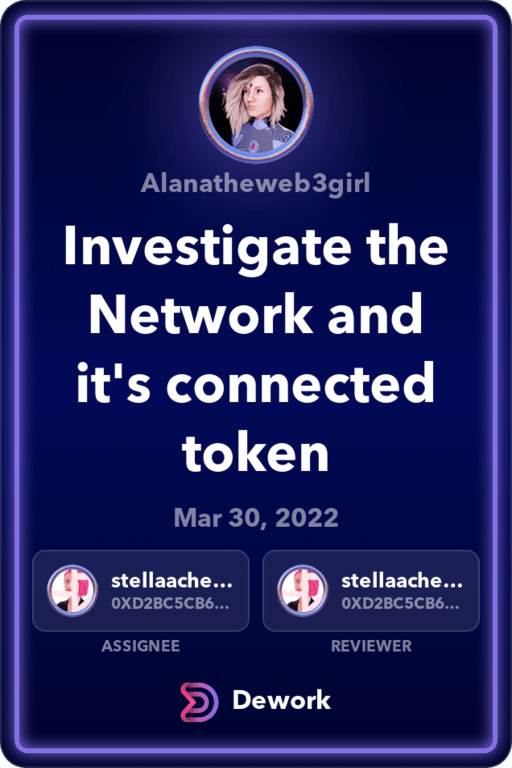 Alanatheweb3girl
Investigate the
Network and
it's connected
token
Mar 30, 2022
stellaache...
0XD2BC5CB6...
ASSIGNEE
stellaache...
0XD2BC5CB6...
REVIEWER
Dework